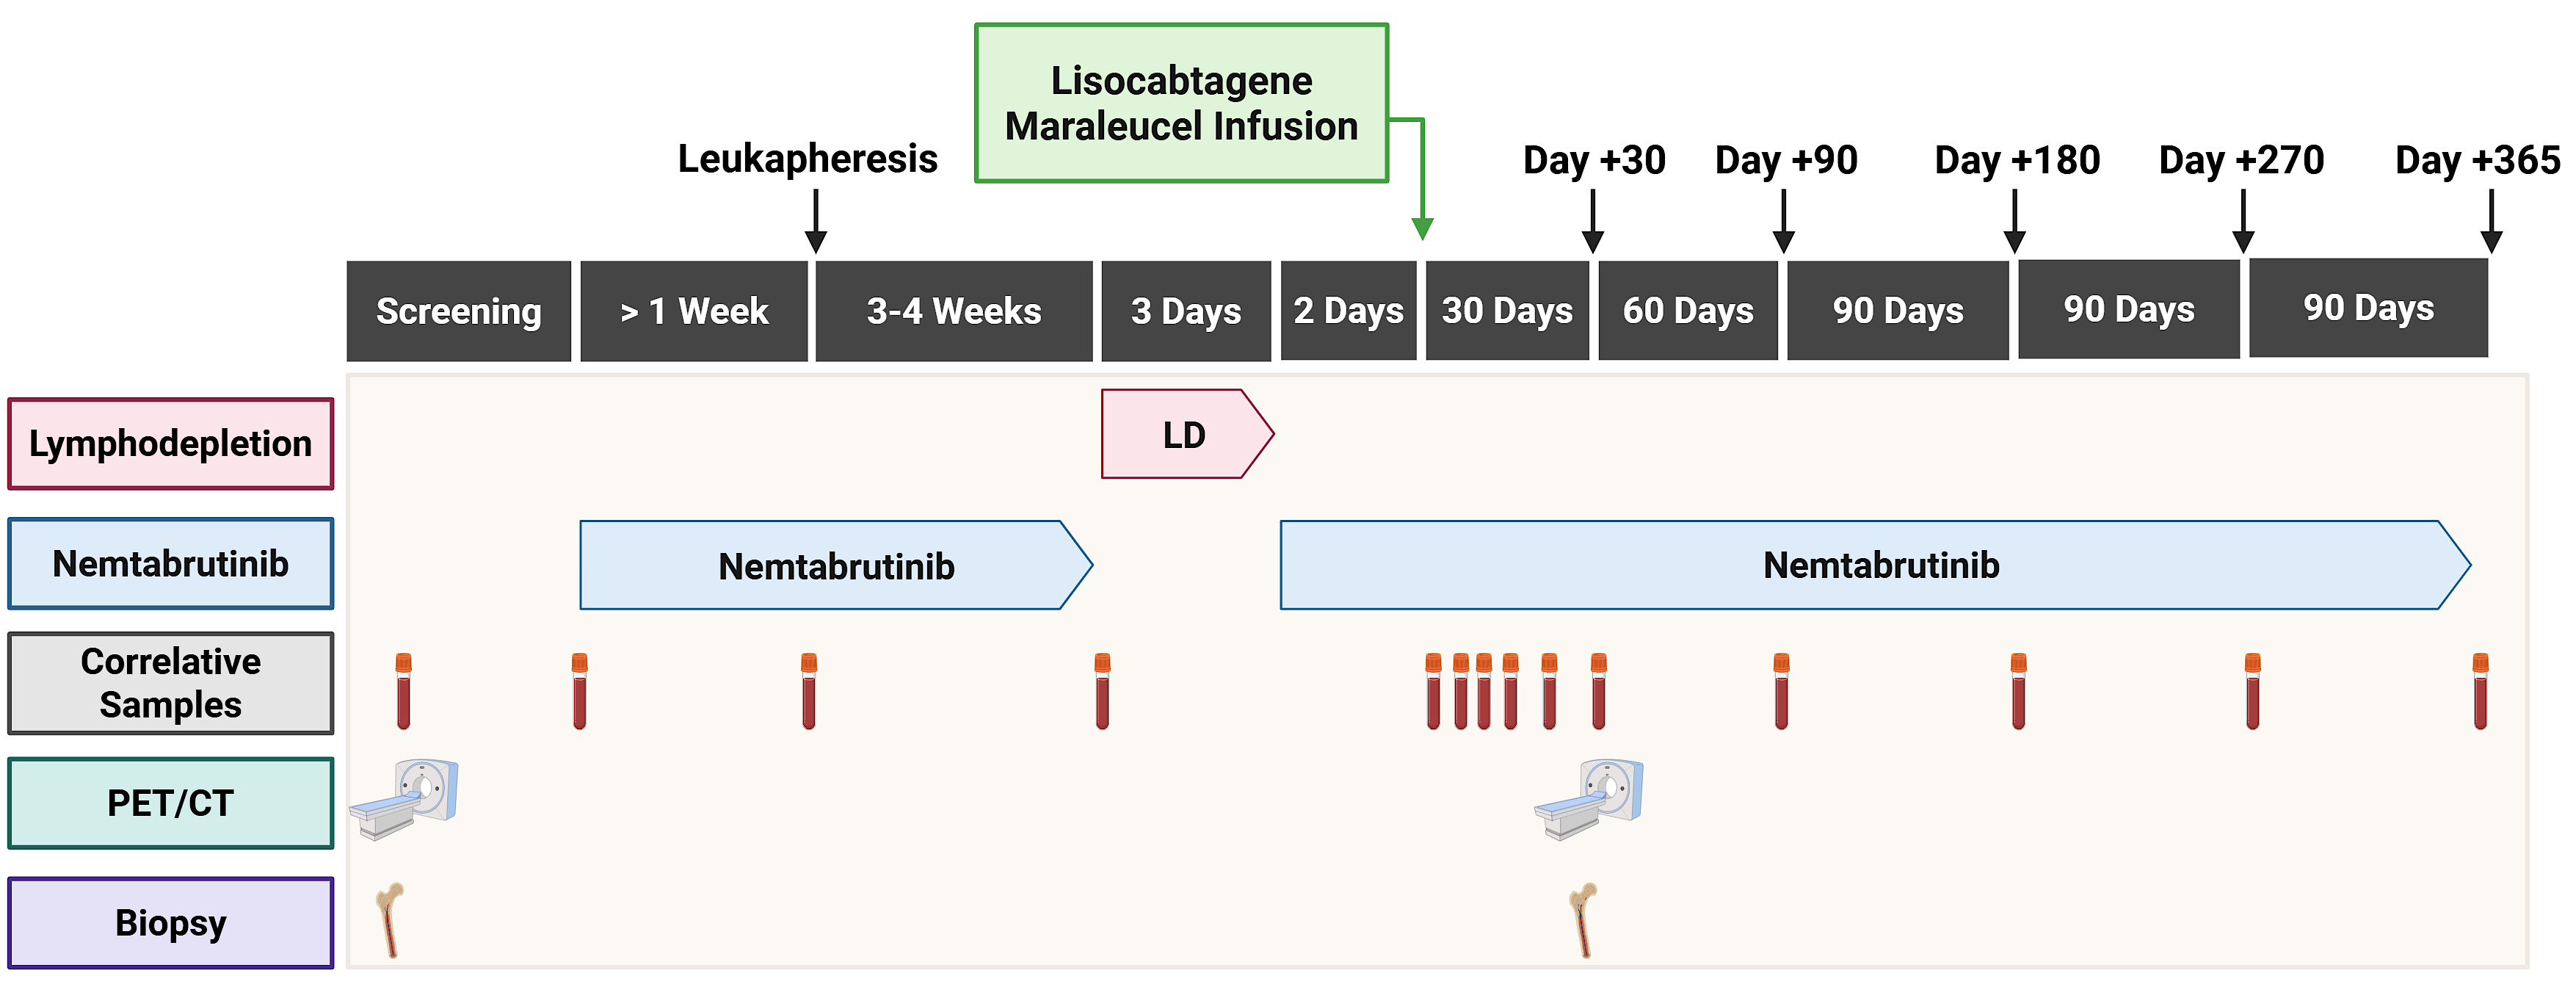 Lisocabtagene
Maraleucel Infusion
Leukapheresis
Day +30
Day +90
Day +180
Day +270
Day +365
Screening
> 1 Week
3-4 Weeks
3 Days
2 Days
30 Days
60 Days
90 Days
90 Days
90 Days
Lymphodepletion
LD
Nemtabrutinib
Nemtabrutinib
Nemtabrutinib
Correlative
Samples
PET/CT
Biopsy